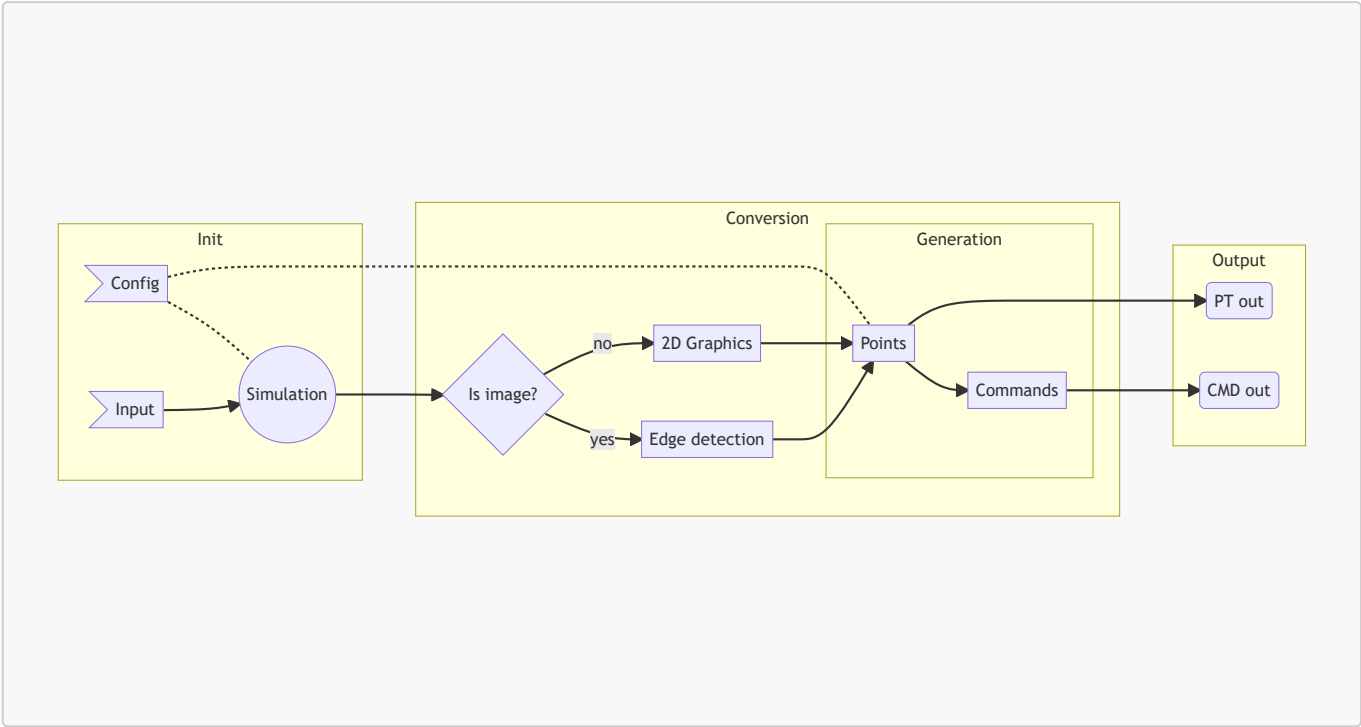 Init
Config
Input
Simulation
Conversion
Is image?
no
yes
2D Graphics
Edge detection
Generation
Points
Commands
Output
PT out
CMD out